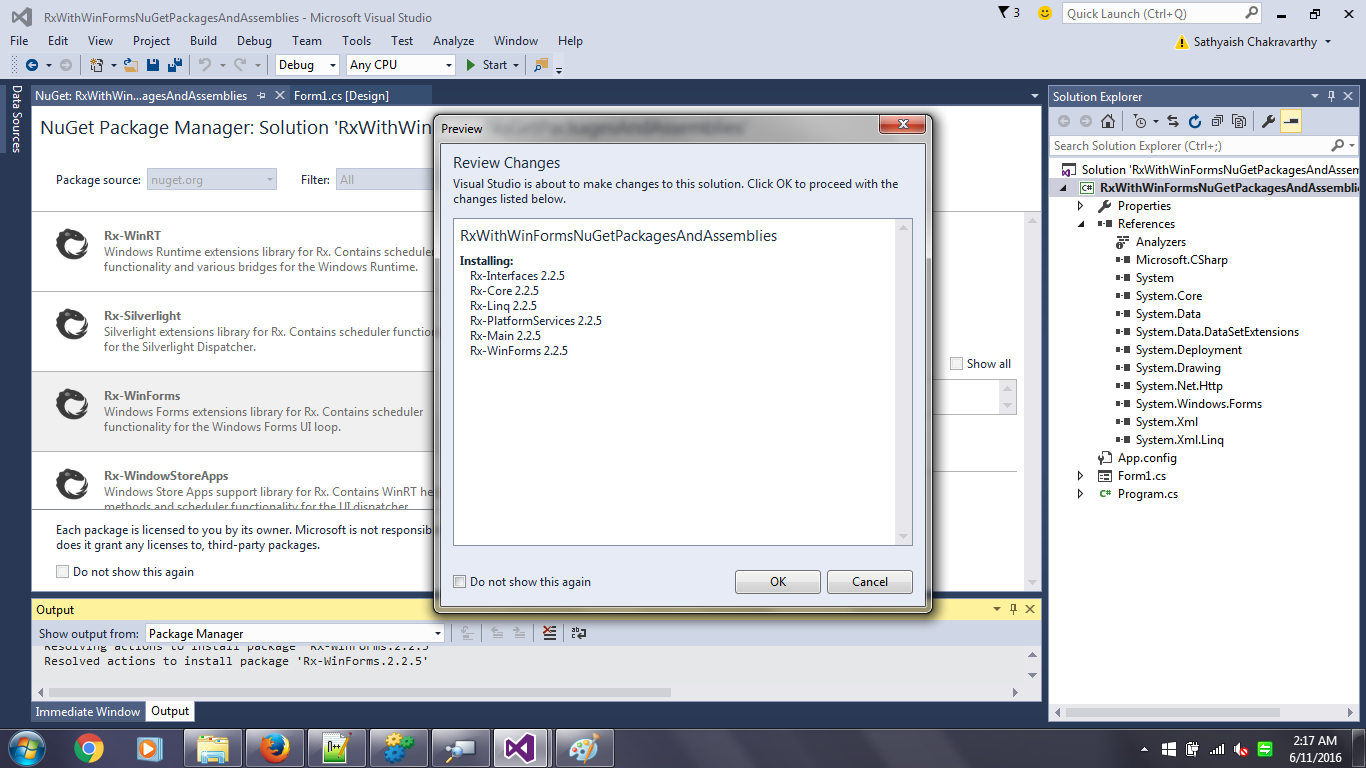 RxWithWinFormsNuGetPackagesAndAssemblies - Microsoft Visual Studio
3
Quick Launch (Ctrl+Q)
File Edit View Project Build Debug Team Tools Test Analyze Window Help
Sathyaish Chakravarthy
Debug Any CPU Start
Data Sources
NuGet: RxWithWin...agesAndAssemblies
Form1.cs [Design]
NuGet Package Manager: Solution 'RxWithWin
NuGetPackagesAndAssemblies'
Package source: nuget.org Filter: All
Rx-WinRT
Windows Runtime extensions library for Rx. Contains scheduler
functionality and various bridges for the Windows Runtime.
Rx-Silverlight
Silverlight extensions library for Rx. Contains scheduler functio
for the Silverlight Dispatcher.
Rx-WinForms
Windows Forms extensions library for Rx. Contains scheduler
functionality for the Windows Forms UI loop.
Rx-WindowStoreApps
Windows Store Apps support library for Rx. Contains WinRT he
methods and scheduler functionality for the UI dispatcher
Each package is licensed to you by its owner. Microsoft is not responsib
does it grant any licenses to, third-party packages.
Do not show this again
Show all
Preview
Review Changes
Visual Studio is about to make changes to this solution. Click OK to proceed with the
changes listed below.
RxWithWinFormsNuGetPackagesAndAssemblies
Installing:
Rx-Interfaces 2.2.5
Rx-Core 2.2.5
Rx-Linq 2.2.5
Rx-PlatformServices 2.2.5
Rx-Main 2.2.5
Rx-WinForms 2.2.5
Do not show this again
OK
Cancel
Solution Explorer
Search Solution Explorer (Ctrl+;)
Solution 'RxWithWinFormsNuGetPackagesAndAssem
C# RxWithWinFormsNuGetPackagesAndAssemblie
Properties
References
Analyzers
Microsoft.CSharp
System
System.Core
System.Data
System.Data.DataSetExtensions
System.Deployment
System.Drawing
System.Net.Http
System.Windows.Forms
System.Xml
System.Xml.Linq
App.config
Form1.cs
C# Program.cs
Output
Show output from: Package Manager
Resolving actions to install package 'Rx-WinForms.2.2.5'
Resolved actions to install package 'Rx-WinForms.2.2.5'
Immediate Window
Output
2:17 AM
6/11/2016